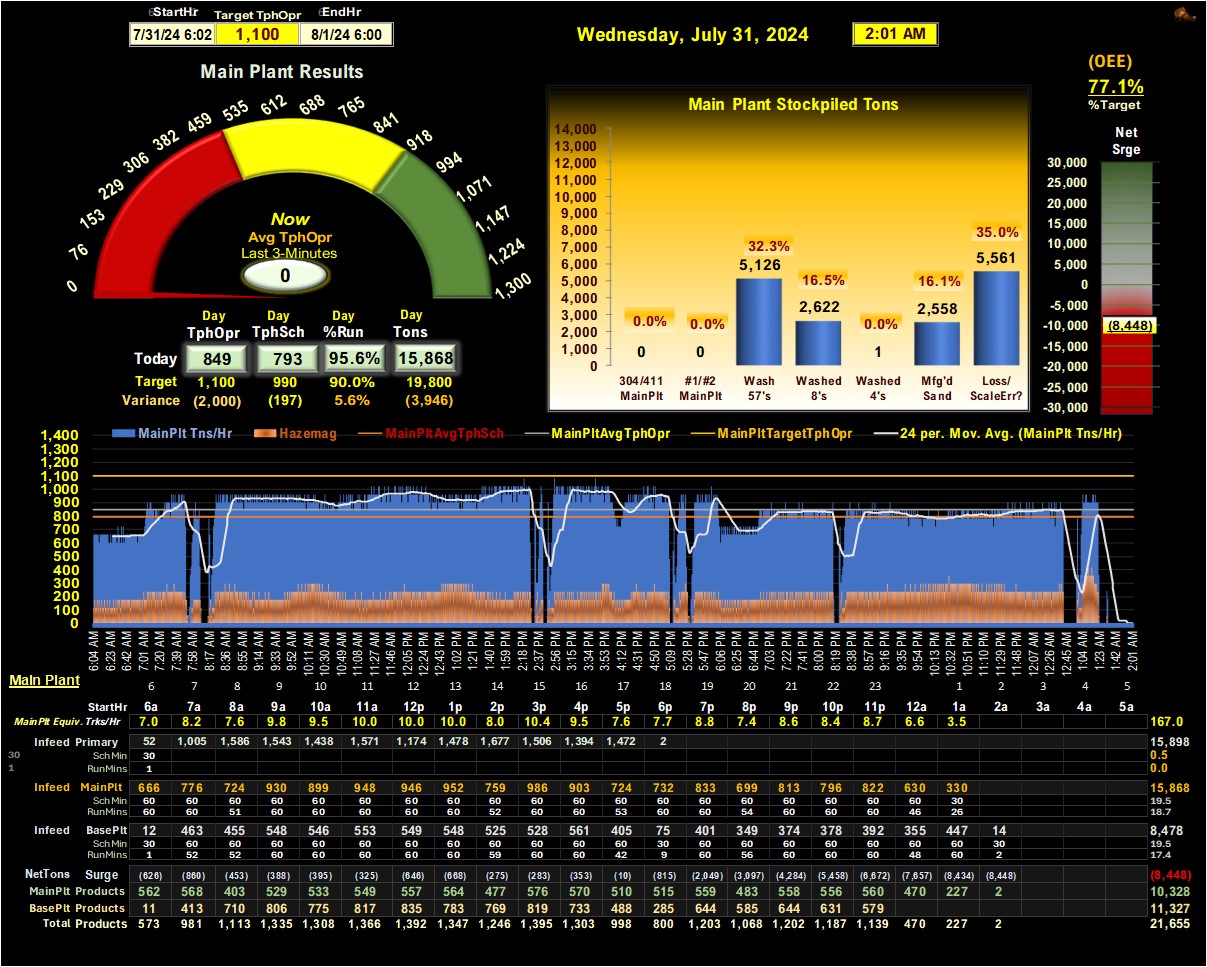 StartHr Target TphOpr EndHr
7/31/24 6:02 1,100 8/1/24 6:00
Wednesday, July 31, 2024 2:01 AM
(OEE)
77.1%
%Target
Net
Srge
30,000
25,000
20,000
15,000
10,000
5,000
0
-5,000
-10,000
-15,000
-20,000
-25,000
-30,000
(8,448)
Main Plant Results
0 76 153 229 306 382 459 535 612 688 765 841 918 994 1,071 1,147 1,224 1,300
Now
Avg TphOpr
Last 3-Minutes
0
Day Day Day Day
TphOpr TphSch %Run Tons
Today 849 793 95.6% 15,868
Target 1,100 990 90.0% 19,800
Variance (2,000) (197) 5.6% (3,946)
Main Plant Stockpiled Tons
14,000
13,000
12,000
11,000
10,000
9,000
8,000
7,000
6,000
5,000
4,000
3,000
2,000
1,000
0
0.0% 0.0% 32.3% 16.5% 0.0% 16.1% 35.0%
0 0 5,126 2,622 1 2,558 5,561
304/411 #1/#2 Wash Washed Washed Mfg'd Loss/
MainPlt MainPlt 57's 8's 4's Sand ScaleErr?
MainPlt Tns/Hr Hazemag MainPltAvgTphSch MainPltAvgTphOpr MainPltTargetTphOpr 24 per. Mov. Avg. (MainPlt Tns/Hr)
1,400
1,300
1,200
1,100
1,000
900
800
700
600
500
400
300
200
100
0
6:04 AM 6:23 AM 6:42 AM 7:01 AM 7:20 AM 7:39 AM 7:58 AM 8:17 AM 8:36 AM 8:55 AM 9:14 AM 9:33 AM 9:52 AM 10:11 AM 10:30 AM 10:49 AM 11:08 AM 11:27 AM 11:46 AM 12:05 PM 12:24 PM 12:43 PM 1:02 PM 1:21 PM 1:40 PM 1:59 PM 2:18 PM 2:37 PM 2:56 PM 3:15 PM 3:34 PM 3:53 PM 4:12 PM 4:31 PM 4:50 PM 5:09 PM 5:28 PM 5:47 PM 6:06 PM 6:25 PM 6:44 PM 7:03 PM 7:22 PM 7:41 PM 8:00 PM 8:19 PM 8:38 PM 8:57 PM 9:16 PM 9:35 PM 9:54 PM 10:13 PM 10:32 PM 10:51 PM 11:10 PM 11:29 PM 11:48 PM 12:07 AM 12:26 AM 12:45 AM 1:04 AM 1:23 AM 1:42 AM 2:01 AM
Main Plant 6 7 8 9 10 11 12 13 14 15 16 17 18 19 20 21 22 23 1 2 3 4 5
StartHr 6a 7a 8a 9a 10a 11a 12p 1p 2p 3p 4p 5p 6p 7p 8p 9p 10p 11p 12a 1a 2a 3a 4a 5a
MainPlt Equiv. Trks/Hr 7.0 8.2 7.6 9.8 9.5 10.0 10.0 10.0 8.0 10.4 9.5 7.6 7.7 8.8 7.4 8.6 8.4 8.7 6.6 3.5 167.0
Infeed Primary 52 1,005 1,586 1,543 1,438 1,571 1,174 1,478 1,677 1,506 1,394 1,472 2 15,898
30 Sch Min 30 0.5
1 RunMins 1 0.0
Infeed MainPlt 666 776 724 930 899 948 946 952 759 986 903 724 732 833 699 813 796 822 630 330 15,868
Sch Min 60 60 60 60 60 60 60 60 60 60 60 60 60 60 60 60 60 60 60 30 19.5
RunMins 60 60 51 60 60 60 60 60 52 60 60 53 60 60 54 60 60 60 46 26 18.7
Infeed BasePlt 12 463 455 548 546 553 549 548 525 528 561 405 75 401 349 374 378 392 355 447 14 8,478
Sch Min 30 60 60 60 60 60 60 60 60 60 60 60 30 60 60 60 60 60 60 60 30 19.5
RunMins 1 52 52 60 60 60 60 60 59 60 60 42 9 60 56 60 60 60 48 60 2 17.4
NetTons Surge (626) (860) (453) (388) (395) (325) (646) (668) (275) (283) (353) (10) (815) (2,049) (3,097) (4,284) (5,458) (6,672) (7,657) (8,434) (8,448) (8,448)
MainPlt Products 562 568 403 529 533 549 557 564 477 576 570 510 515 559 483 558 556 560 470 227 2 10,328
BasePlt Products 11 413 710 806 775 817 835 783 769 819 733 488 285 644 585 644 631 579 11,327
Total Products 573 981 1,113 1,335 1,308 1,366 1,392 1,347 1,246 1,395 1,303 998 800 1,203 1,068 1,202 1,187 1,139 470 227 2 21,655